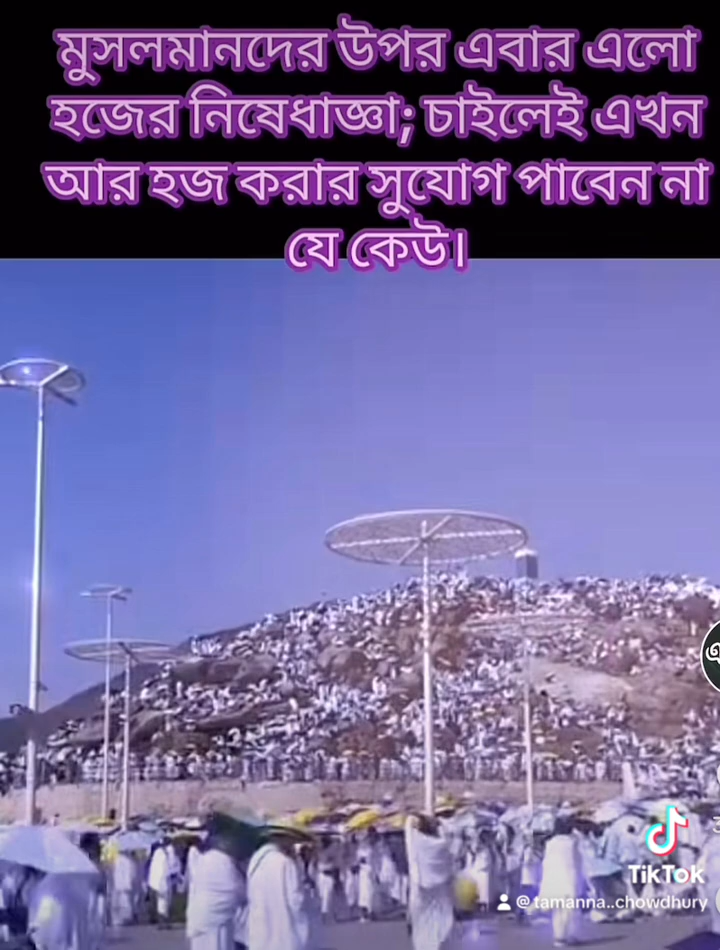 মুসলমানদের উপর এবার এলো
হজের নিষেধাজ্ঞা; চাইলেই এখন
আর হজ করার সুযোগ পাবেন না
যে কেউ।
TikTok
@tamanna..chowdhury